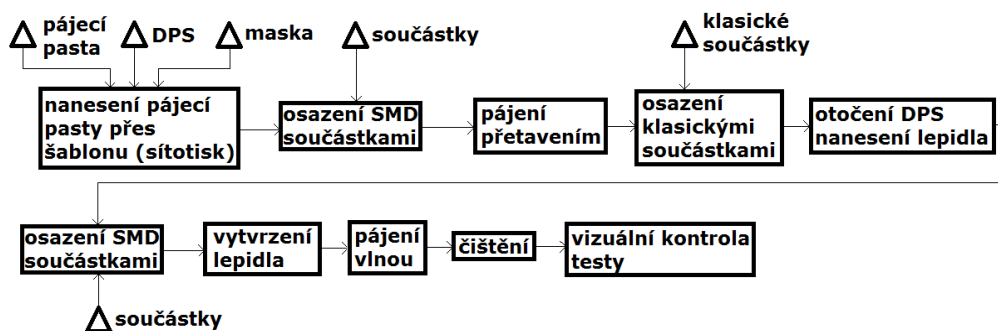 pájecí
pasta
DPS
maska
součástky
klasické
součástky
nanesení pájecí
pasty přes
šablonu (sítotisk)
osazení SMD
součástkami
pájení
přetavením
osazení
klasickými
součástkami
otočení DPS
nanesení lepidla
osazení SMD
součástkami
vytvrzení
lepidla
pájení
vlnou
čištění
vizuální kontrola
testy
součástky